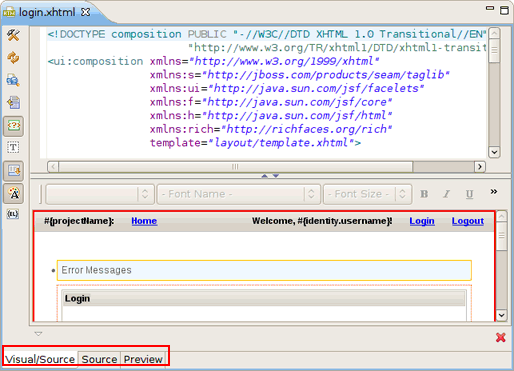 login.xhtml
<!DOCTYPE composition PUBLIC "-//W3C//DTD XHTML 1.0 Transitional//EN"
"http://www.w3.org/TR/xhtml1/DTD/xhtml1-transit
<ui:composition xmlns="http://www.w3.org/1999/xhtml"
xmlns:s="http://jboss.com/products/seam/taglib"
xmlns:ui="http://java.sun.com/jsf/facelets"
xmlns:f="http://java.sun.com/jsf/core"
xmlns:h="http://java.sun.com/jsf/html"
xmlns:rich="http://richfaces.org/rich"
template="layout/template.xhtml">
- Font Name - - Font Size - B I U »
#{projectName}: Home Welcome, #{identity.username}! Login Logout
Error Messages
Login
Visual/Source Source Preview